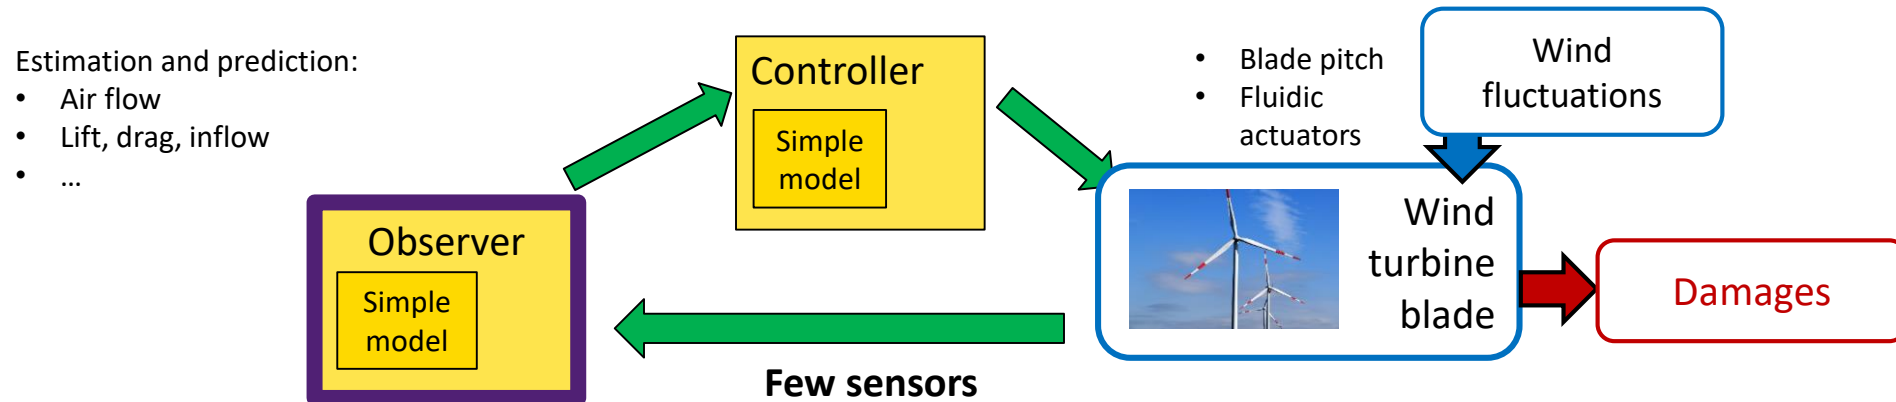 Estimation and prediction:
• Air flow
• Lift, drag, inflow
• ...
Observer
Simple
model
Controller
Simple
model
• Blade pitch
• Fluidic
actuators
Wind
fluctuations
Wind
turbine
blade
Damages
Few sensors